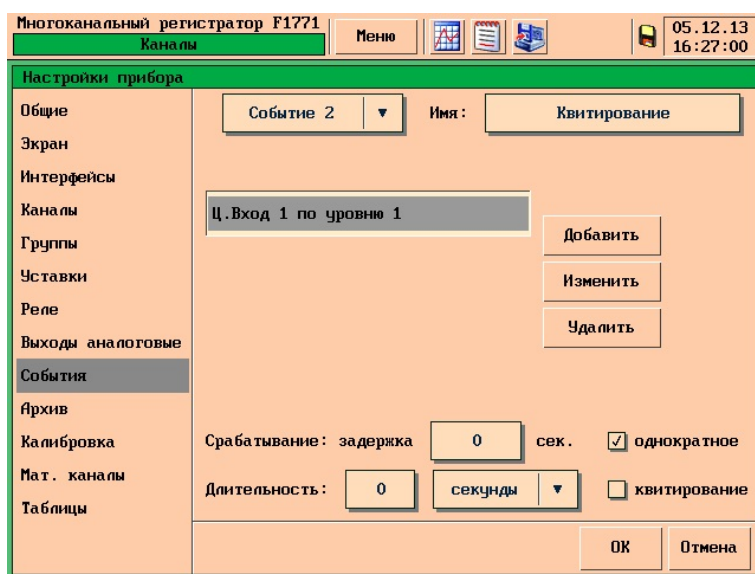 Многоканальный регистратор F1771
Каналы
Меню
05.12.13
16:27:00
Настройки прибора
Общие
Экран
Интерфейсы
Каналы
Группы
Уставки
Реле
Выходы аналоговые
События
Архив
Калибровка
Мат. каналы
Таблицы
Событие 2
Имя:
Квитирование
Ц.Вход 1 по уровню 1
Добавить
Изменить
Удалить
Срабатывание: задержка 0 сек. однократное
Длительность: 0 секунды квитирование
ОК
Отмена